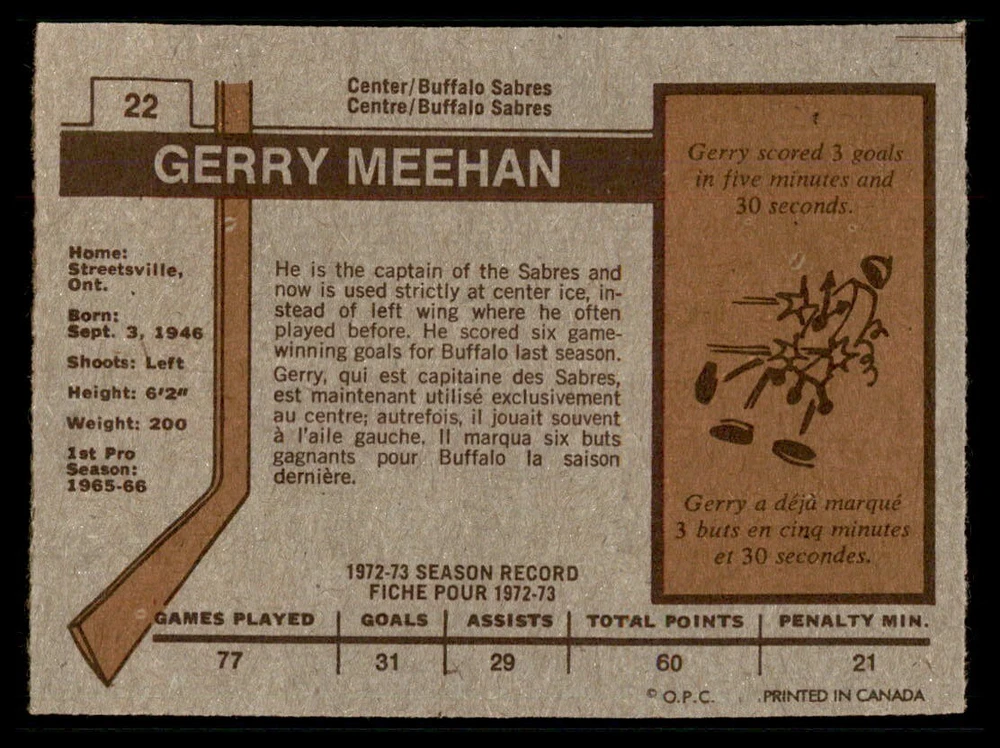 22
Center/Buffalo Sabres
Centre/Buffalo Sabres
GERRY MEEHAN
Home:
Streetsville,
Ont.
Born:
Sept. 3, 1946
Shoots: Left
Height: 6'2"
Weight: 200
1st Pro
Season:
1965-66
He is the captain of the Sabres and
now is used strictly at center ice, in-
stead of left wing where he often
played before. He scored six game-
winning goals for Buffalo last season.
Gerry, qui est capitaine des Sabres,
est maintenant utilisé exclusivement
au centre; autrefois, il jouait souvent
à l'aile gauche. Il marqua six buts
gagnants pour Buffalo la saison
dernière.
Gerry scored 3 goals
in five minutes and
30 seconds.
Gerry a déjà marqué
3 buts en cinq minutes
et 30 secondes.
1972-73 SEASON RECORD
FICHE POUR 1972-73
GAMES PLAYED GOALS ASSISTS TOTAL POINTS PENALTY MIN.
77 31 29 60 21
© O.P.C. PRINTED IN CANADA